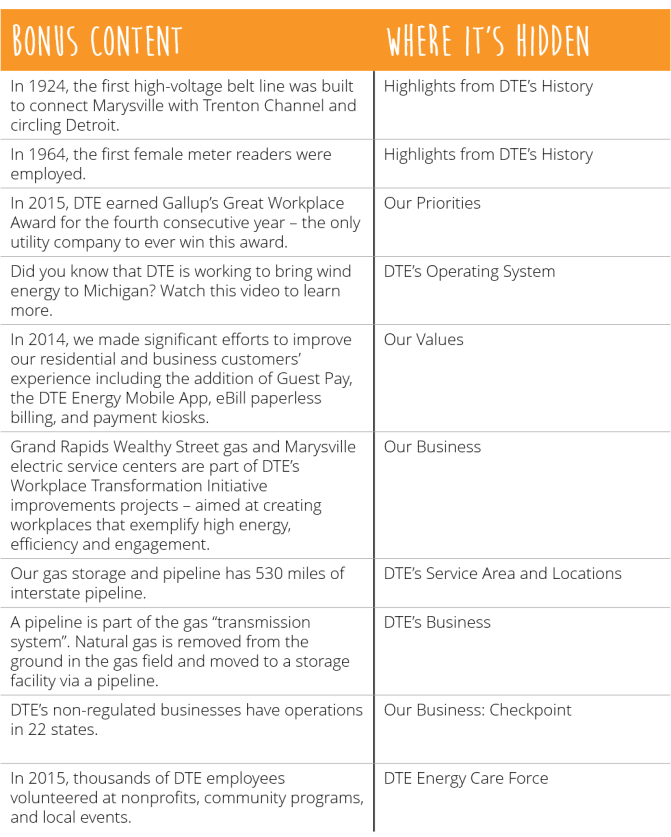 BONUS CONTENT
WHERE IT'S HIDDEN
In 1924, the first high-voltage belt line was built
to connect Marysville with Trenton Channel and
circling Detroit.
Highlights from DTE's History
In 1964, the first female meter readers were
employed.
Highlights from DTE's History
In 2015, DTE earned Gallup's Great Workplace
Award for the fourth consecutive year – the only
utility company to ever win this award.
Our Priorities
Did you know that DTE is working to bring wind
energy to Michigan? Watch this video to learn
more.
DTE's Operating System
In 2014, we made significant efforts to improve
our residential and business customers'
experience including the addition of Guest Pay,
the DTE Energy Mobile App, eBill paperless
billing, and payment kiosks.
Our Values
Grand Rapids Wealthy Street gas and Marysville
electric service centers are part of DTE's
Workplace Transformation Initiative
improvements projects – aimed at creating
workplaces that exemplify high energy,
efficiency and engagement.
Our Business
Our gas storage and pipeline has 530 miles of
interstate pipeline.
DTE's Service Area and Locations
A pipeline is part of the gas “transmission
system”. Natural gas is removed from the
ground in the gas field and moved to a storage
facility via a pipeline.
DTE's Business
DTE's non-regulated businesses have operations
in 22 states.
Our Business: Checkpoint
In 2015, thousands of DTE employees
volunteered at nonprofits, community programs,
and local events.
DTE Energy Care Force